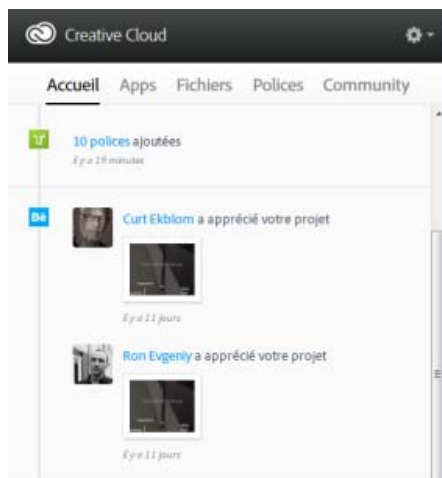 Creative Cloud
Accueil Apps Fichiers Polices Community
10 polices ajoutées
il y a 19 minutes
Bē
Curt Ekblom a apprécié votre projet
il y a 11 jours
Ron Evgeniy a apprécié votre projet
il y a 11 jours